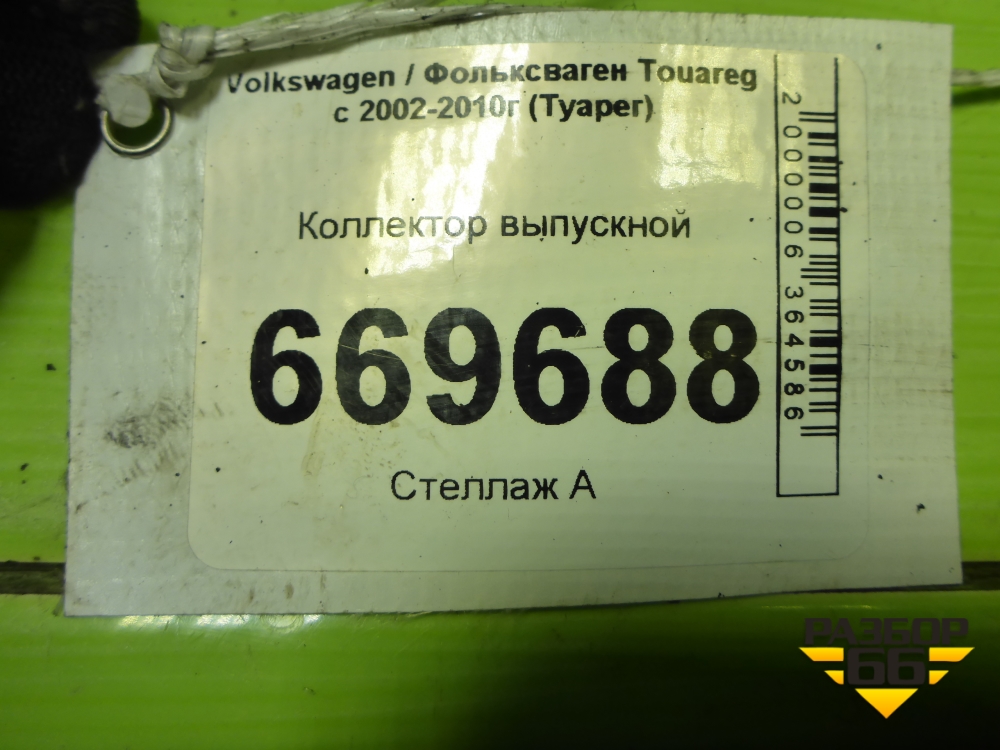 Volkswagen / Фольксваген Touareg
с 2002-2010г (Туарег)
Коллектор выпускной
669688
Стеллаж А
2000006364586
РАЗБОР
66